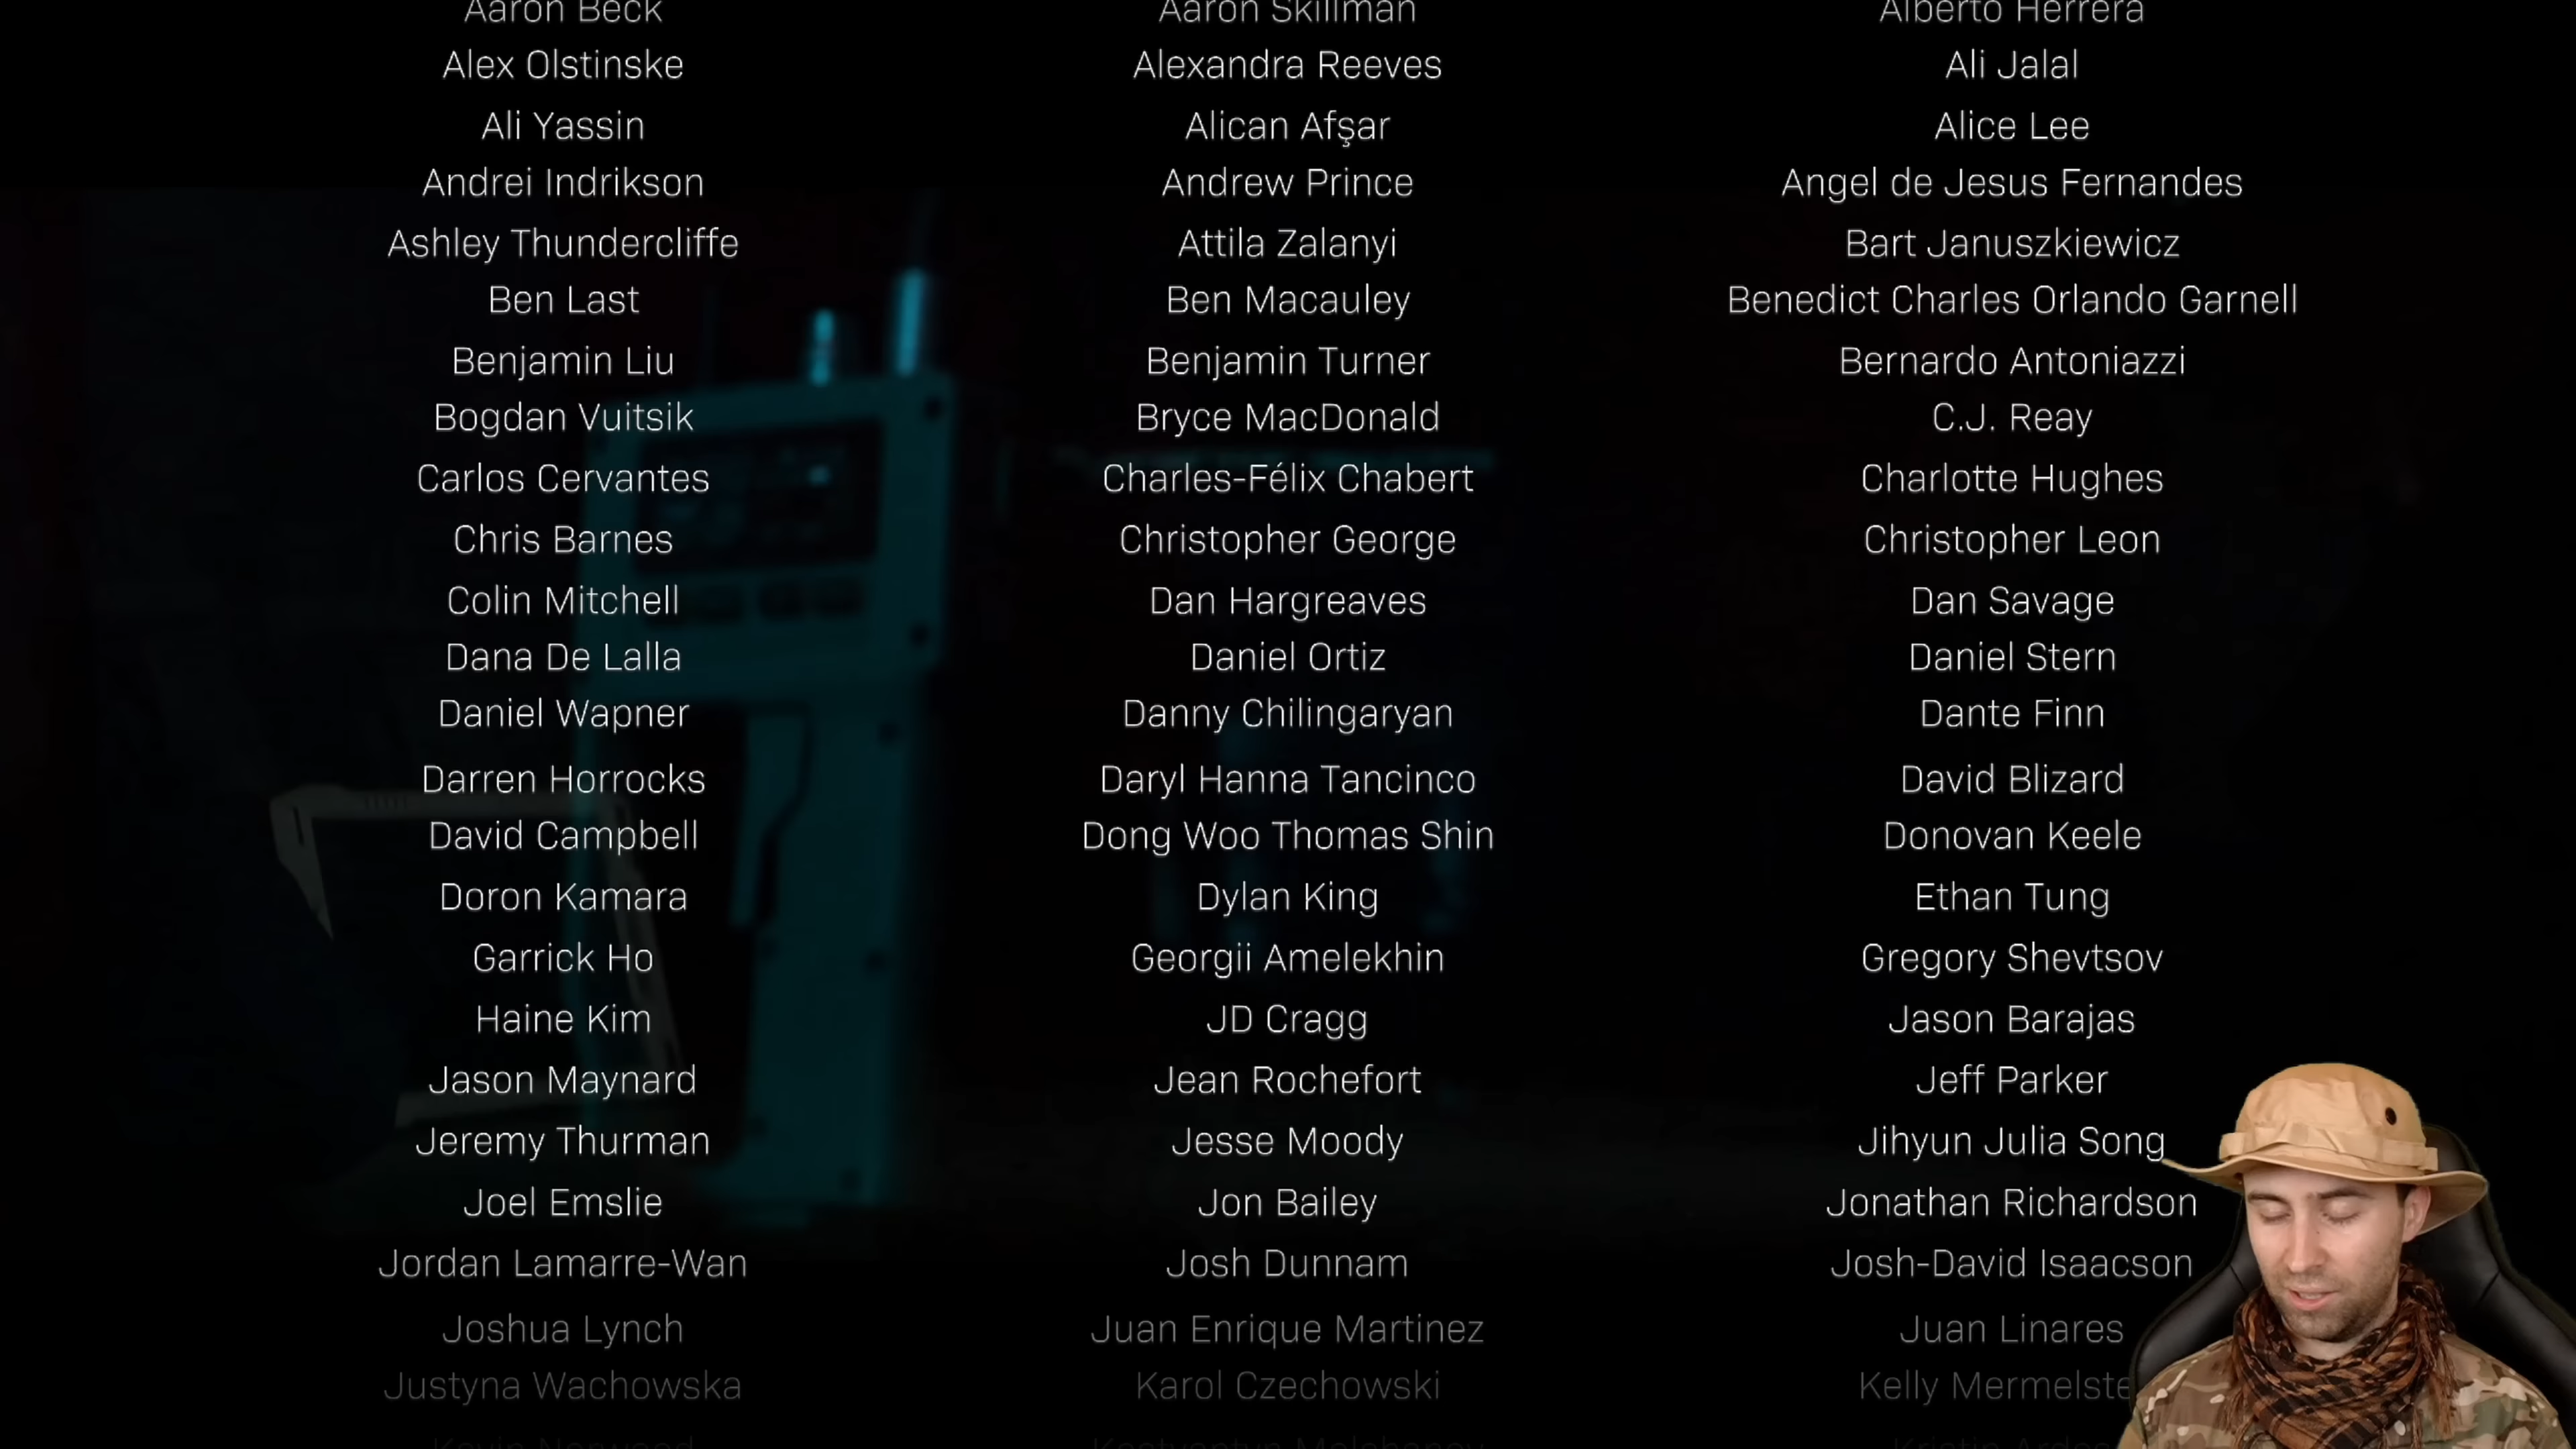 Aaron Beck Aaron Skillman Alberto Herrera
Alex Olstinske Alexandra Reeves Ali Jalal
Ali Yassin Alican Afşar Alice Lee
Andrei Indrikson Andrew Prince Angel de Jesus Fernandes
Ashley Thundercliffe Attila Zalanyi Bart Januszkiewicz
Ben Last Ben Macauley Benedict Charles Orlando Garnell
Benjamin Liu Benjamin Turner Bernardo Antoniazzi
Bogdan Vuitsik Bryce MacDonald C.J. Reay
Carlos Cervantes Charles-Félix Chabert Charlotte Hughes
Chris Barnes Christopher George Christopher Leon
Colin Mitchell Dan Hargreaves Dan Savage
Dana De Lalla Daniel Ortiz Daniel Stern
Daniel Wapner Danny Chilingaryan Dante Finn
Darren Horrocks Daryl Hanna Tancinco David Blizard
David Campbell Dong Woo Thomas Shin Donovan Keele
Doron Kamara Dylan King Ethan Tung
Garrick Ho Georgii Amelekhin Gregory Shevtsov
Haine Kim JD Cragg Jason Barajas
Jason Maynard Jean Rochefort Jeff Parker
Jeremy Thurman Jesse Moody Jihyun Julia Song
Joel Emslie Jon Bailey Jonathan Richardson
Jordan Lamarre-Wan Josh Dunnam Josh-David Isaacson
Joshua Lynch Juan Enrique Martinez Juan Linares
Justyna Wachowska Karol Czechowski Kelly